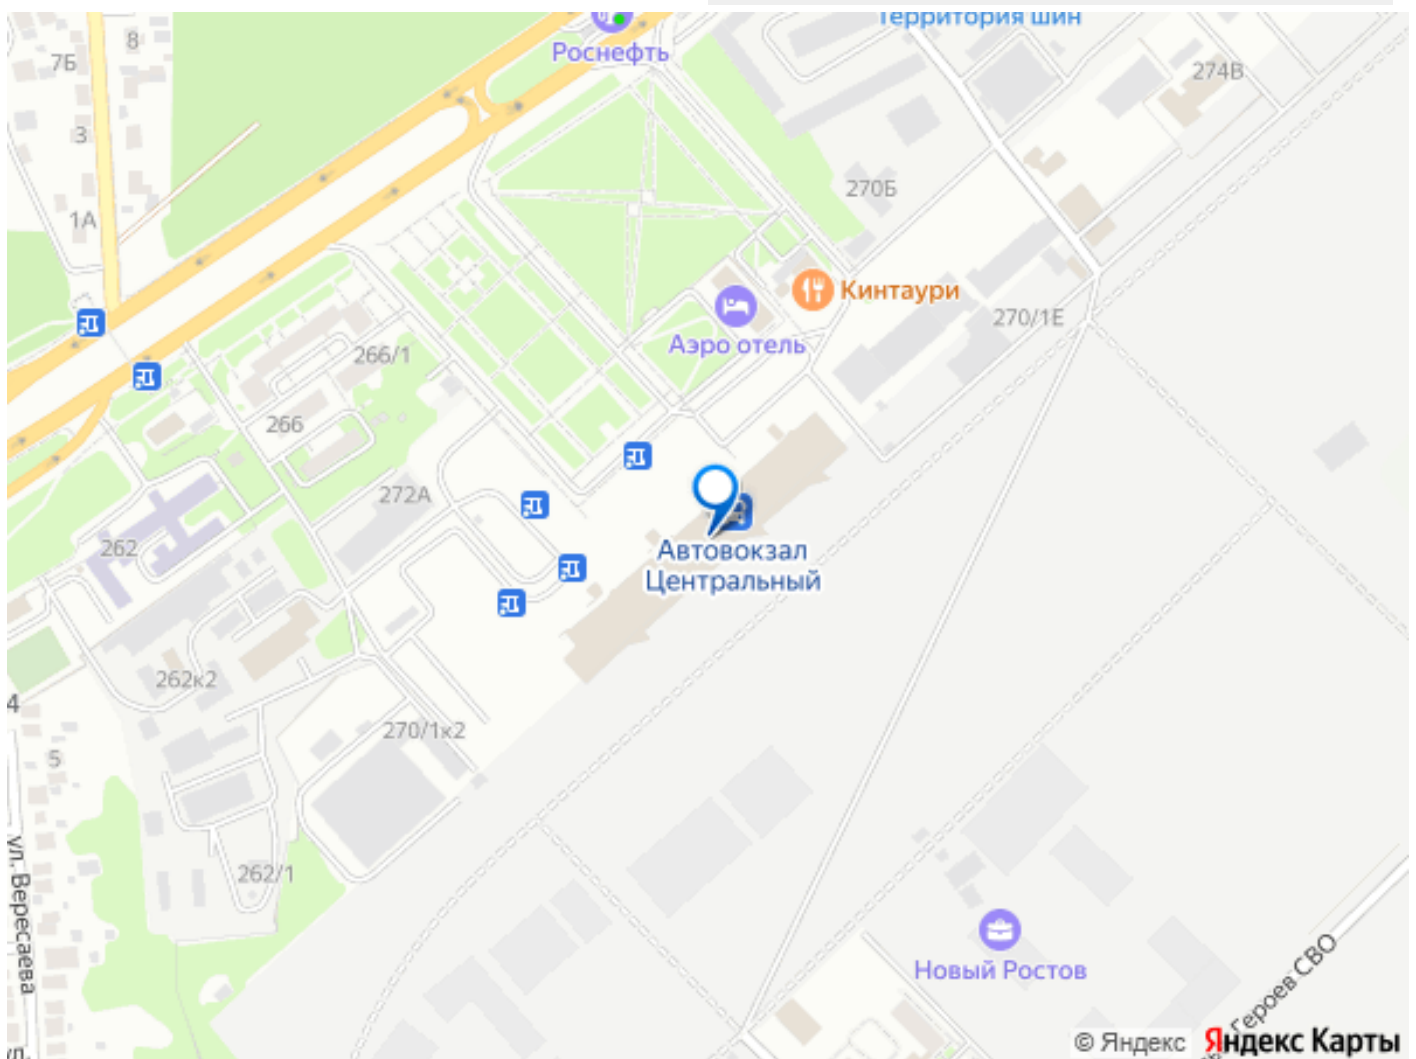 Территория шин
8
7Б
Роснефть
274В
3
270Б
1А
Кинтаури
270/1Е
266/1
Аэро отель
266
272А
262
Автовокзал
Центральный
262к2
4
270/1к2
5
262/1
ул. Вересаева
Новый Ростов
Героев СВО
ул.
© Яндекс Яндекс Карты